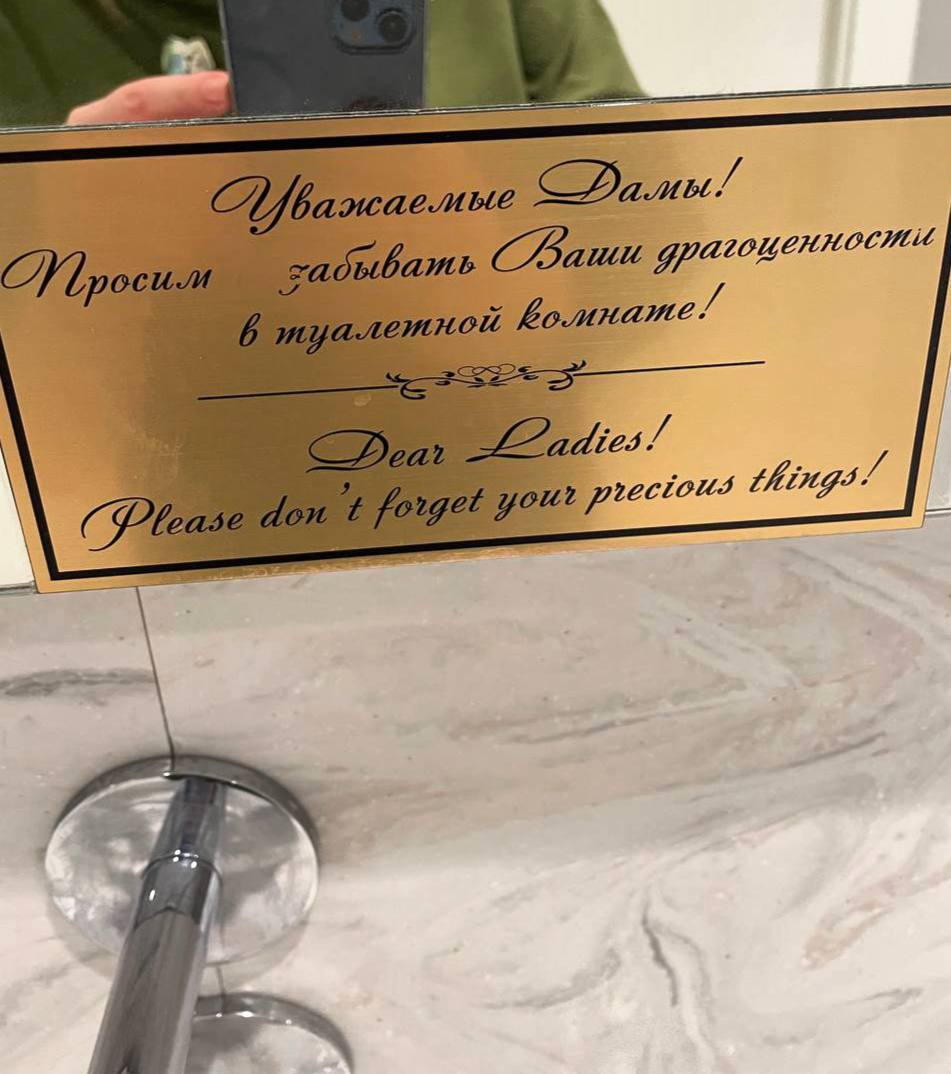 Уважаемые Дамы!
Просим забывать Ваши драгоценности
в туалетной комнате!
Dear Ladies!
Please don't forget your precious things!